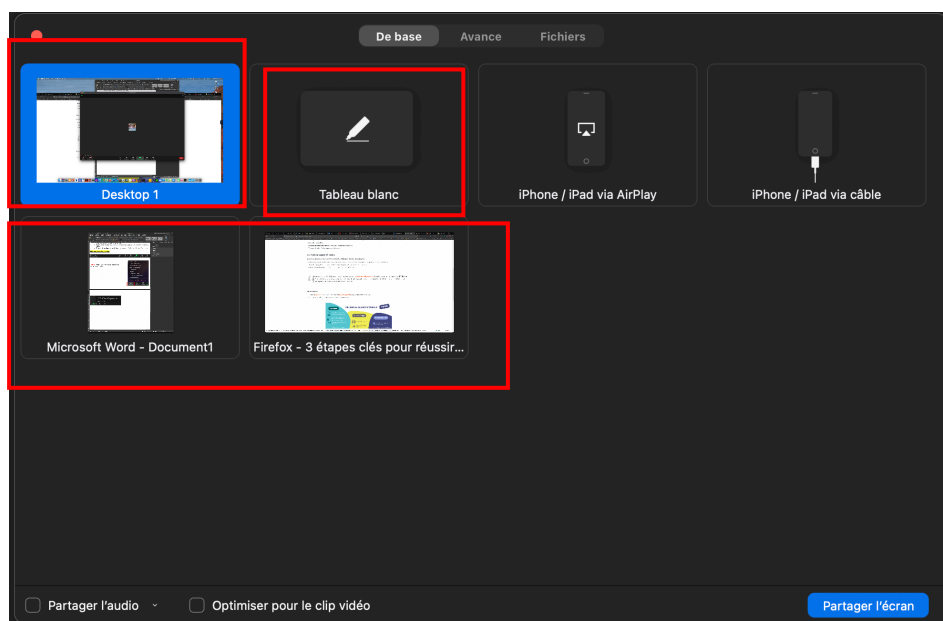 De base Avance Fichiers
Desktop 1
Tableau blanc
iPhone / iPad via AirPlay
iPhone / iPad via câble
Microsoft Word - Document1
Firefox - 3 étapes clés pour réussir...
Partager l'audio
Optimiser pour le clip vidéo
Partager l'écran